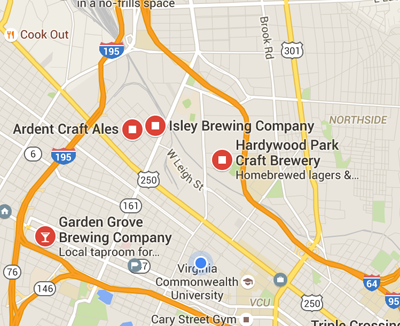 in a no-frills space
Cook Out
195
Brook Rd
301
Ardent Craft Ales
Isley Brewing Company
NORTHSIDE
Hardywood Park
Craft Brewery
Homebrewed lagers &...
6
195
W Leigh St
250
161
Garden Grove
Brewing Company
Local taproom for...
250
7
76
146
Virginia
Commonwealth
University
VCU
64
Cary Street Gym
Triple Crossing